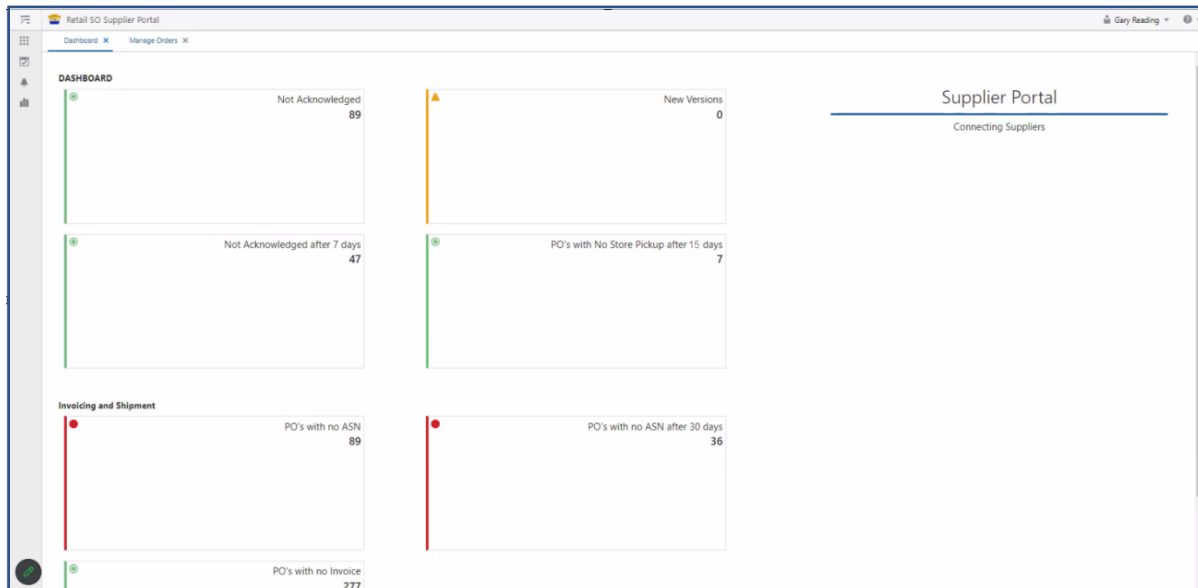 Retail SO Supplier Portal
Gary Reading
Dashboard
Manage Orders
DASHBOARD
Not Acknowledged
89
New Versions
0
Supplier Portal
Connecting Suppliers
Not Acknowledged after 7 days
47
PO's with No Store Pickup after 15 days
7
Invoicing and Shipment
PO's with no ASN
89
PO's with no ASN after 30 days
36
PO's with no Invoice
277